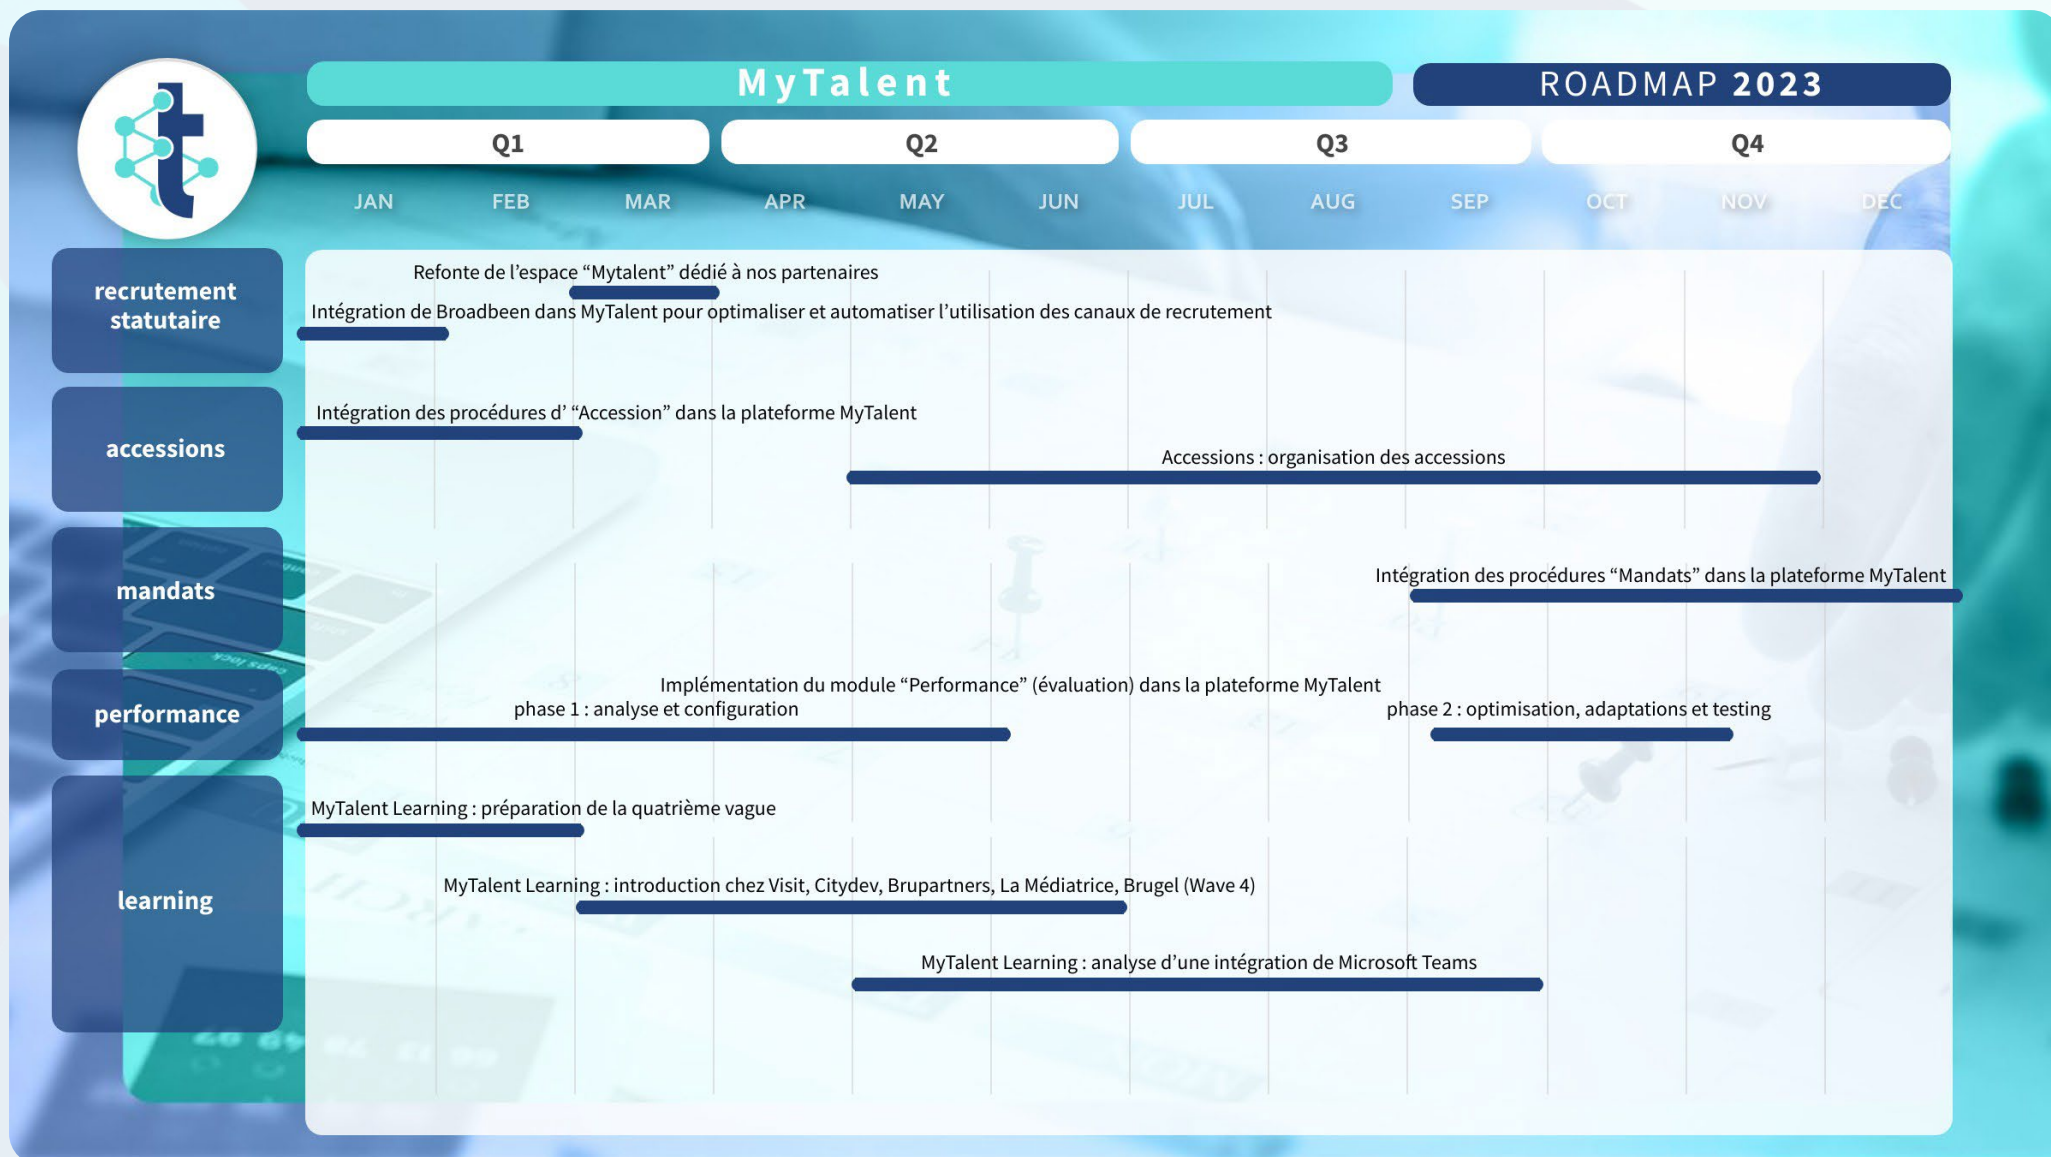 MyTalent
ROADMAP 2023
Q1
Q2
Q3
Q4
JAN
FEB
MAR
APR
MAY
JUN
JUL
AUG
SEP
OCT
NOV
DEC
recrutement
statutaire
Refonte de l’espace “Mytalent” dédié à nos partenaires
Intégration de Broadbeen dans MyTalent pour optimaliser et automatiser l’utilisation des canaux de recrutement
accessions
Intégration des procédures d’ “Accession” dans la plateforme MyTalent
Accessions : organisation des accessions
mandats
Intégration des procédures “Mandats” dans la plateforme MyTalent
performance
Implémentation du module “Performance” (évaluation) dans la plateforme MyTalent
phase 1 : analyse et configuration
phase 2 : optimisation, adaptations et testing
learning
MyTalent Learning : préparation de la quatrième vague
MyTalent Learning : introduction chez Visit, Citydev, Brupartners, La Médiatrice, Brugel (Wave 4)
MyTalent Learning : analyse d’une intégration de Microsoft Teams
caps lock